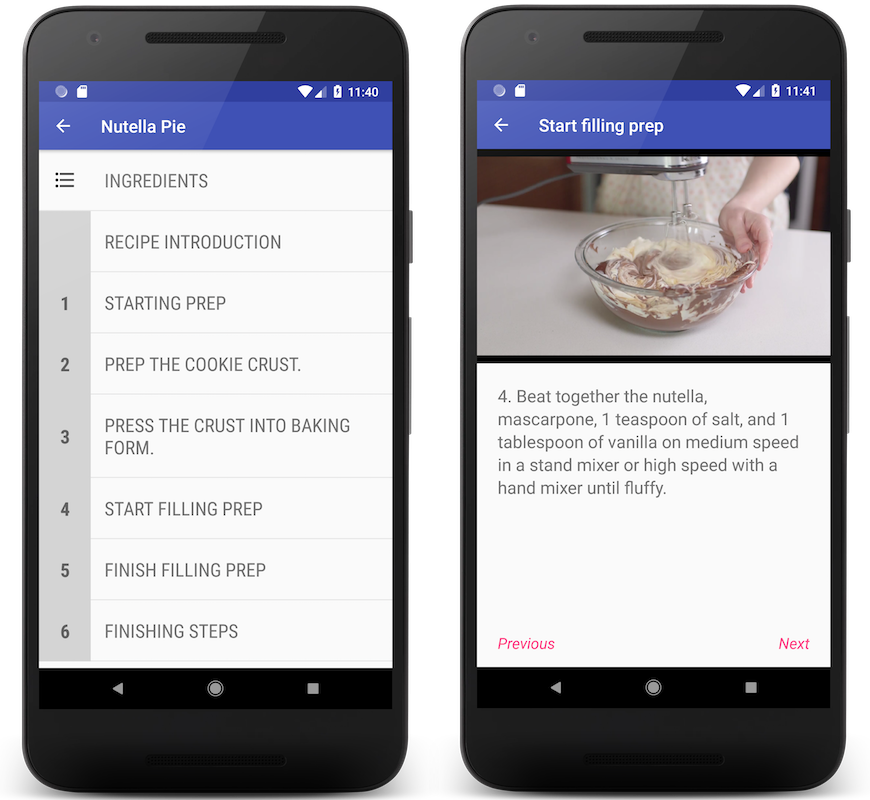 11:40
Nutella Pie
INGREDIENTS
RECIPE INTRODUCTION
1 STARTING PREP
2 PREP THE COOKIE CRUST.
3 PRESS THE CRUST INTO BAKING
FORM.
4 START FILLING PREP
5 FINISH FILLING PREP
6 FINISHING STEPS
11:41
Start filling prep
4. Beat together the nutella,
mascarpone, 1 teaspoon of salt, and 1
tablespoon of vanilla on medium speed
in a stand mixer or high speed with a
hand mixer until fluffy.
Previous Next